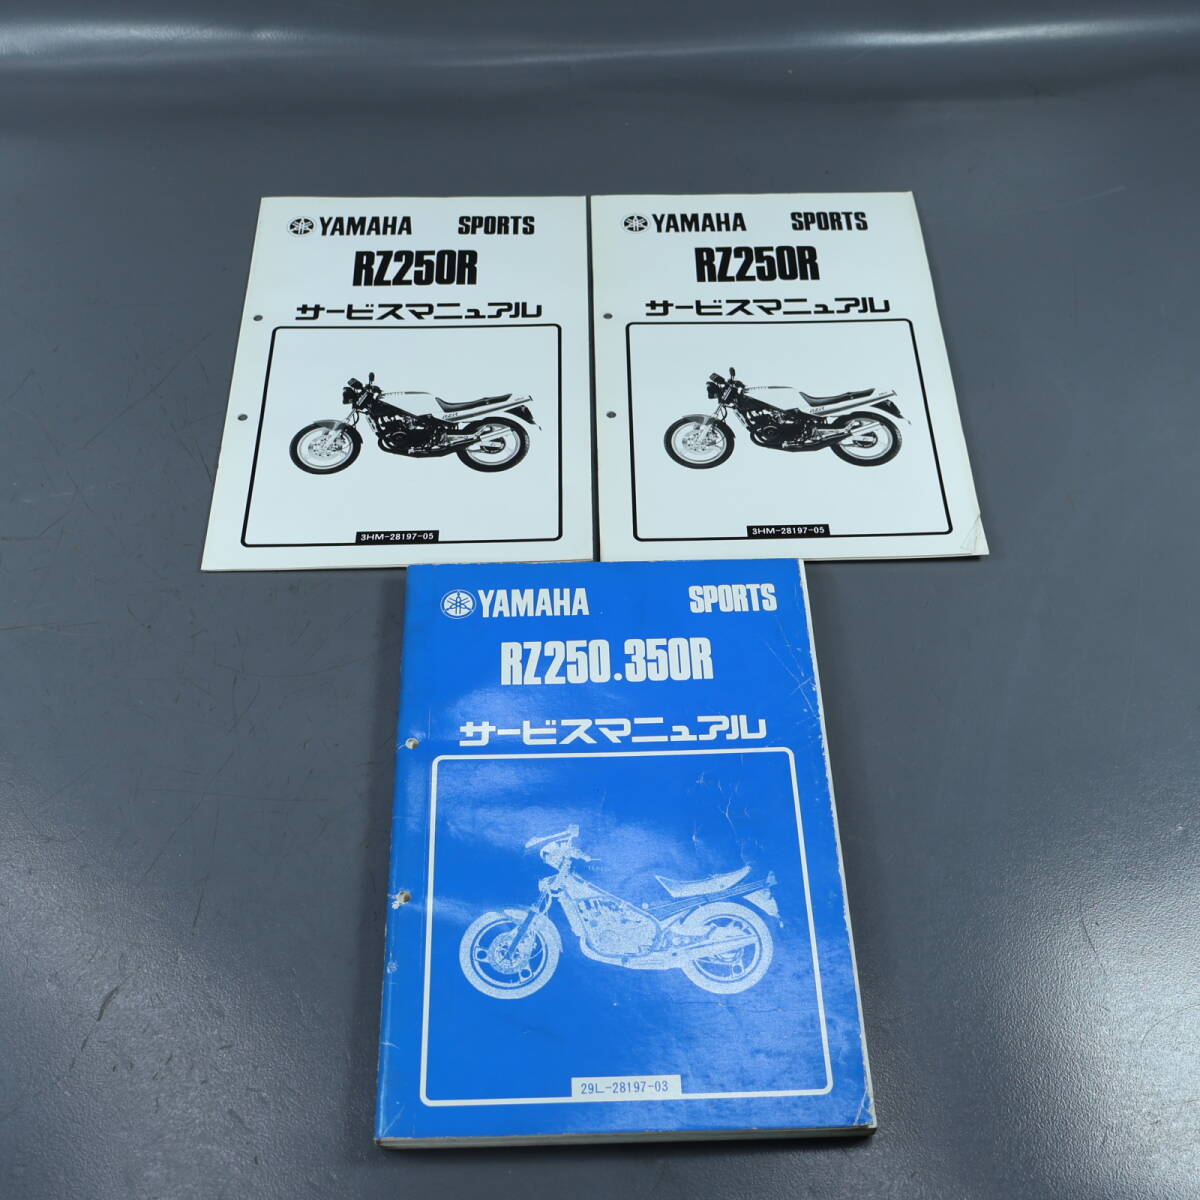 YAMAHA SPORTS
RZ250R
サービスマニュアル
3HM-28197-05
YAMAHA SPORTS
RZ250R
サービスマニュアル
3HM-28197-05
YAMAHA SPORTS
RZ250.350R
サービスマニュアル
29L-28197-03